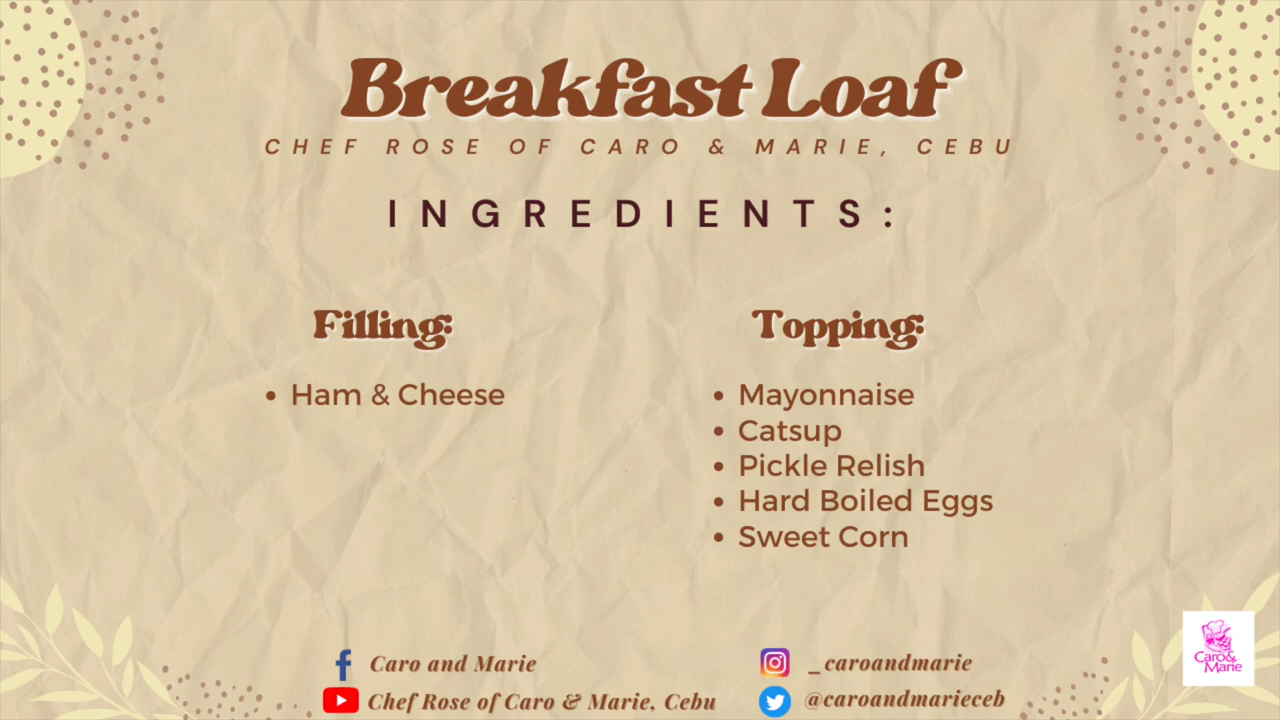 Breakfast Loaf
CHEF ROSE OF CARO & MARIE, CEBU
INGREDIENTS:
Filling:
• Ham & Cheese
Topping:
• Mayonnaise
• Catsup
• Pickle Relish
• Hard Boiled Eggs
• Sweet Corn
Caro and Marie
Chef Rose of Caro & Marie, Cebu
_caroandmarie
@caroandmarieceb
Caro&
Marie